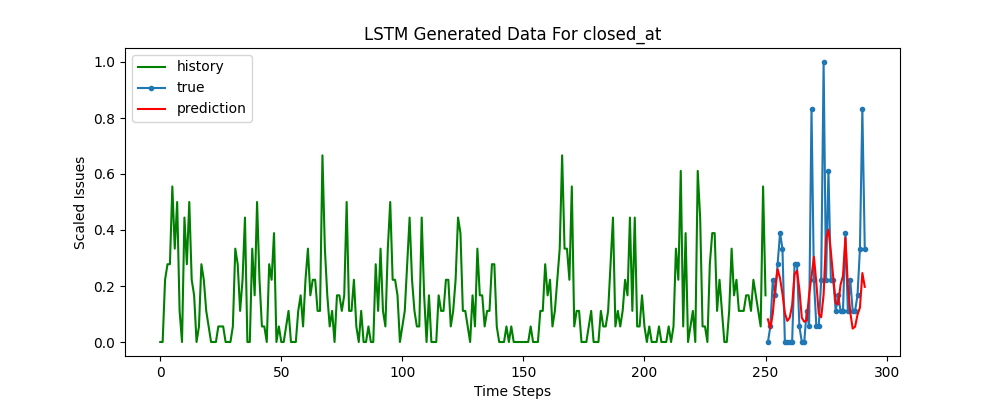 LSTM Generated Data For closed_at
history
true
prediction
Scaled Issues
1.0
0.8
0.6
0.4
0.2
0.0
0 50 100 150 200 250 300
Time Steps